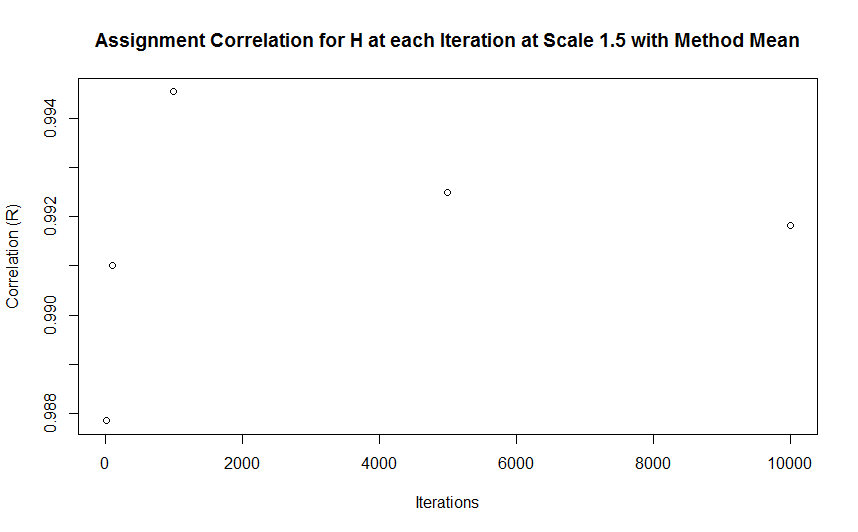 Assignment Correlation for H at each Iteration at Scale 1.5 with Method Mean
Correlation (R)
0.994
0.992
0.990
0.988
0 2000 4000 6000 8000 10000
Iterations